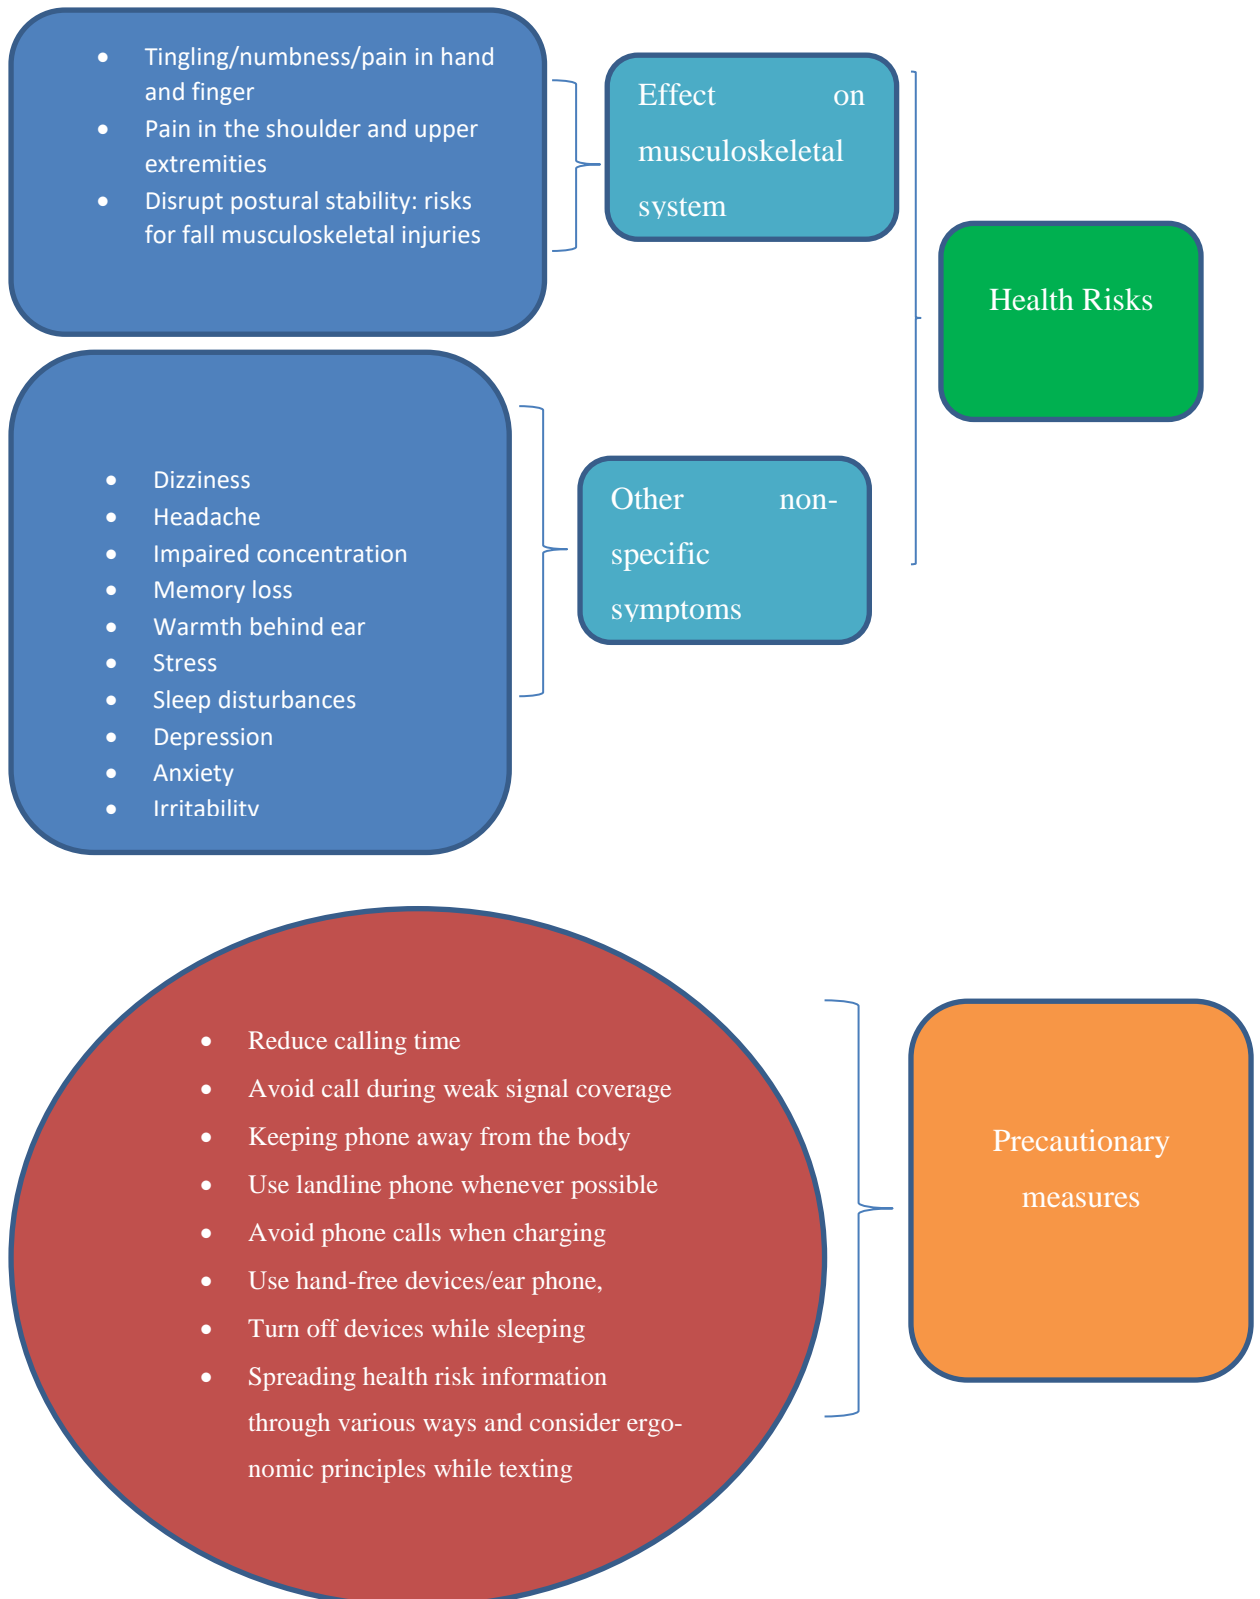 • Tingling/numbness/pain in hand
and finger
• Pain in the shoulder and upper
extremities
• Disrupt postural stability: risks
for fall musculoskeletal injuries
Effect on
musculoskeletal
system
Health Risks
• Dizziness
• Headache
• Impaired concentration
• Memory loss
• Warmth behind ear
• Stress
• Sleep disturbances
• Depression
• Anxiety
• Irritability
Other non-
specific
symptoms
• Reduce calling time
• Avoid call during weak signal coverage
• Keeping phone away from the body
• Use landline phone whenever possible
• Avoid phone calls when charging
• Use hand-free devices/ear phone,
• Turn off devices while sleeping
• Spreading health risk information
through various ways and consider ergo-
nomic principles while texting
Precautionary
measures